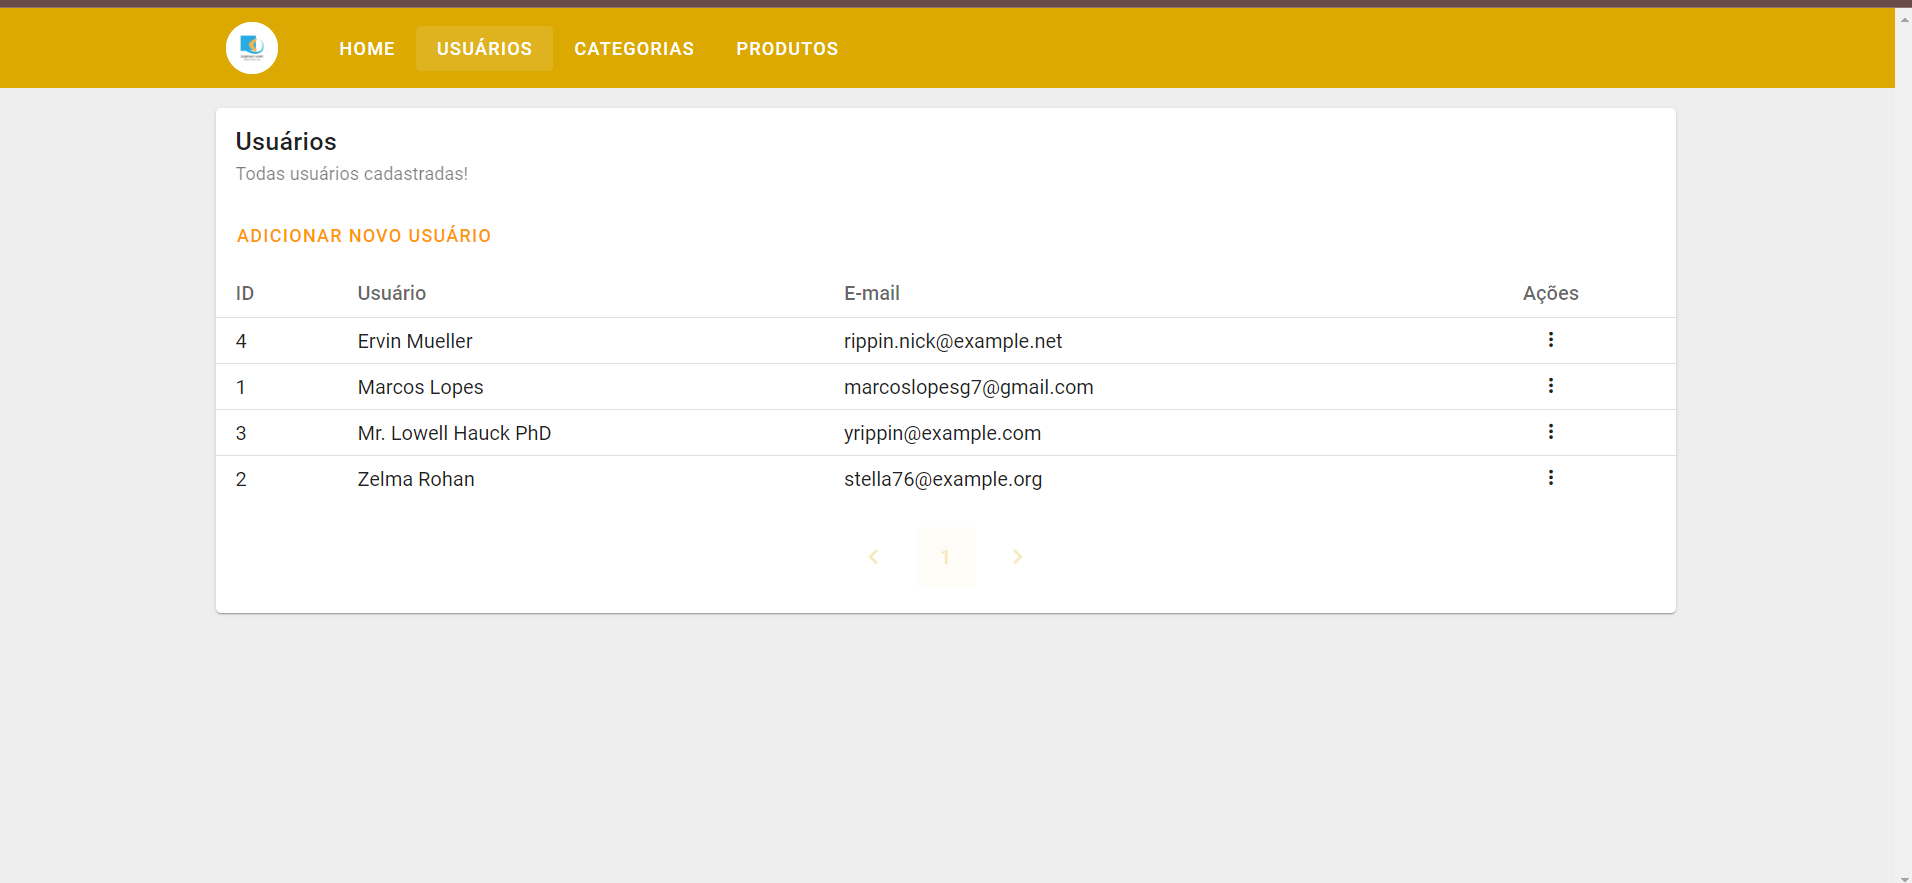 HOME USUÁRIOS CATEGORIAS PRODUTOS
Usuários
Todas usuários cadastradas!
ADICIONAR NOVO USUÁRIO
ID Usuário E-mail Ações
4 Ervin Mueller rippin.nick@example.net
1 Marcos Lopes marcoslopesg7@gmail.com
3 Mr. Lowell Hauck PhD yrippin@example.com
2 Zelma Rohan stella76@example.org
1